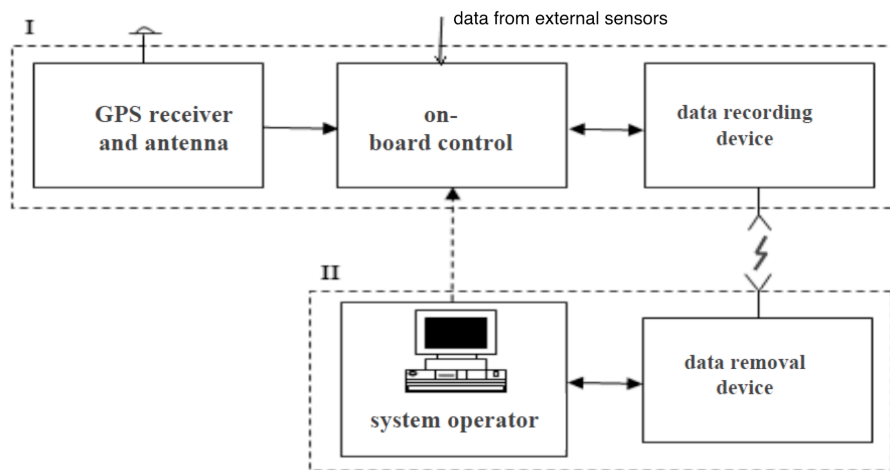 data from external sensors
I
GPS receiver
and antenna
on-
board control
data recording
device
II
system operator
data removal
device